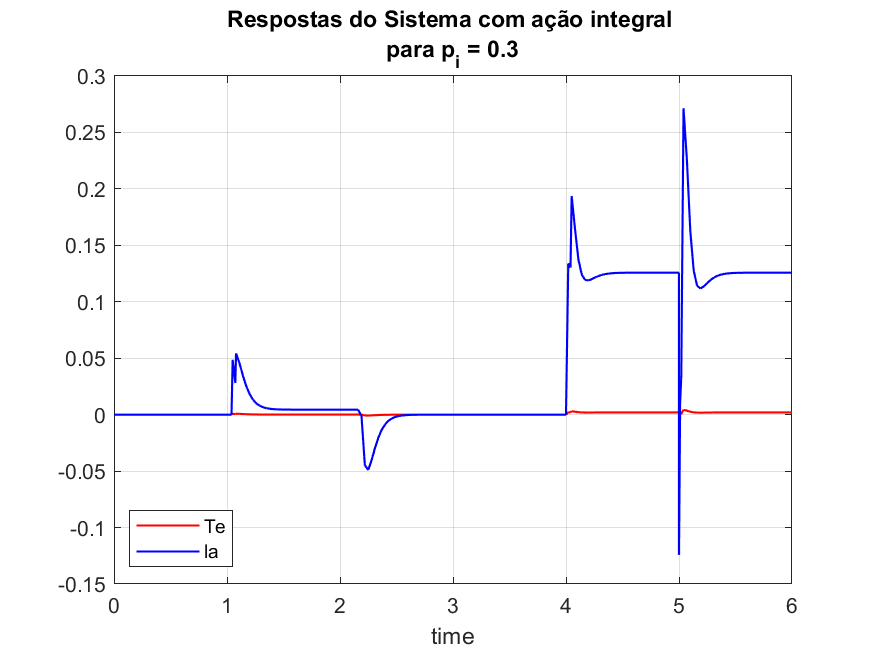 Respostas do Sistema com ação integral
para p_i = 0.3
0.3
0.25
0.2
0.15
0.1
0.05
0
-0.05
-0.1
-0.15
Te
Ia
0 1 2 3 4 5 6
time